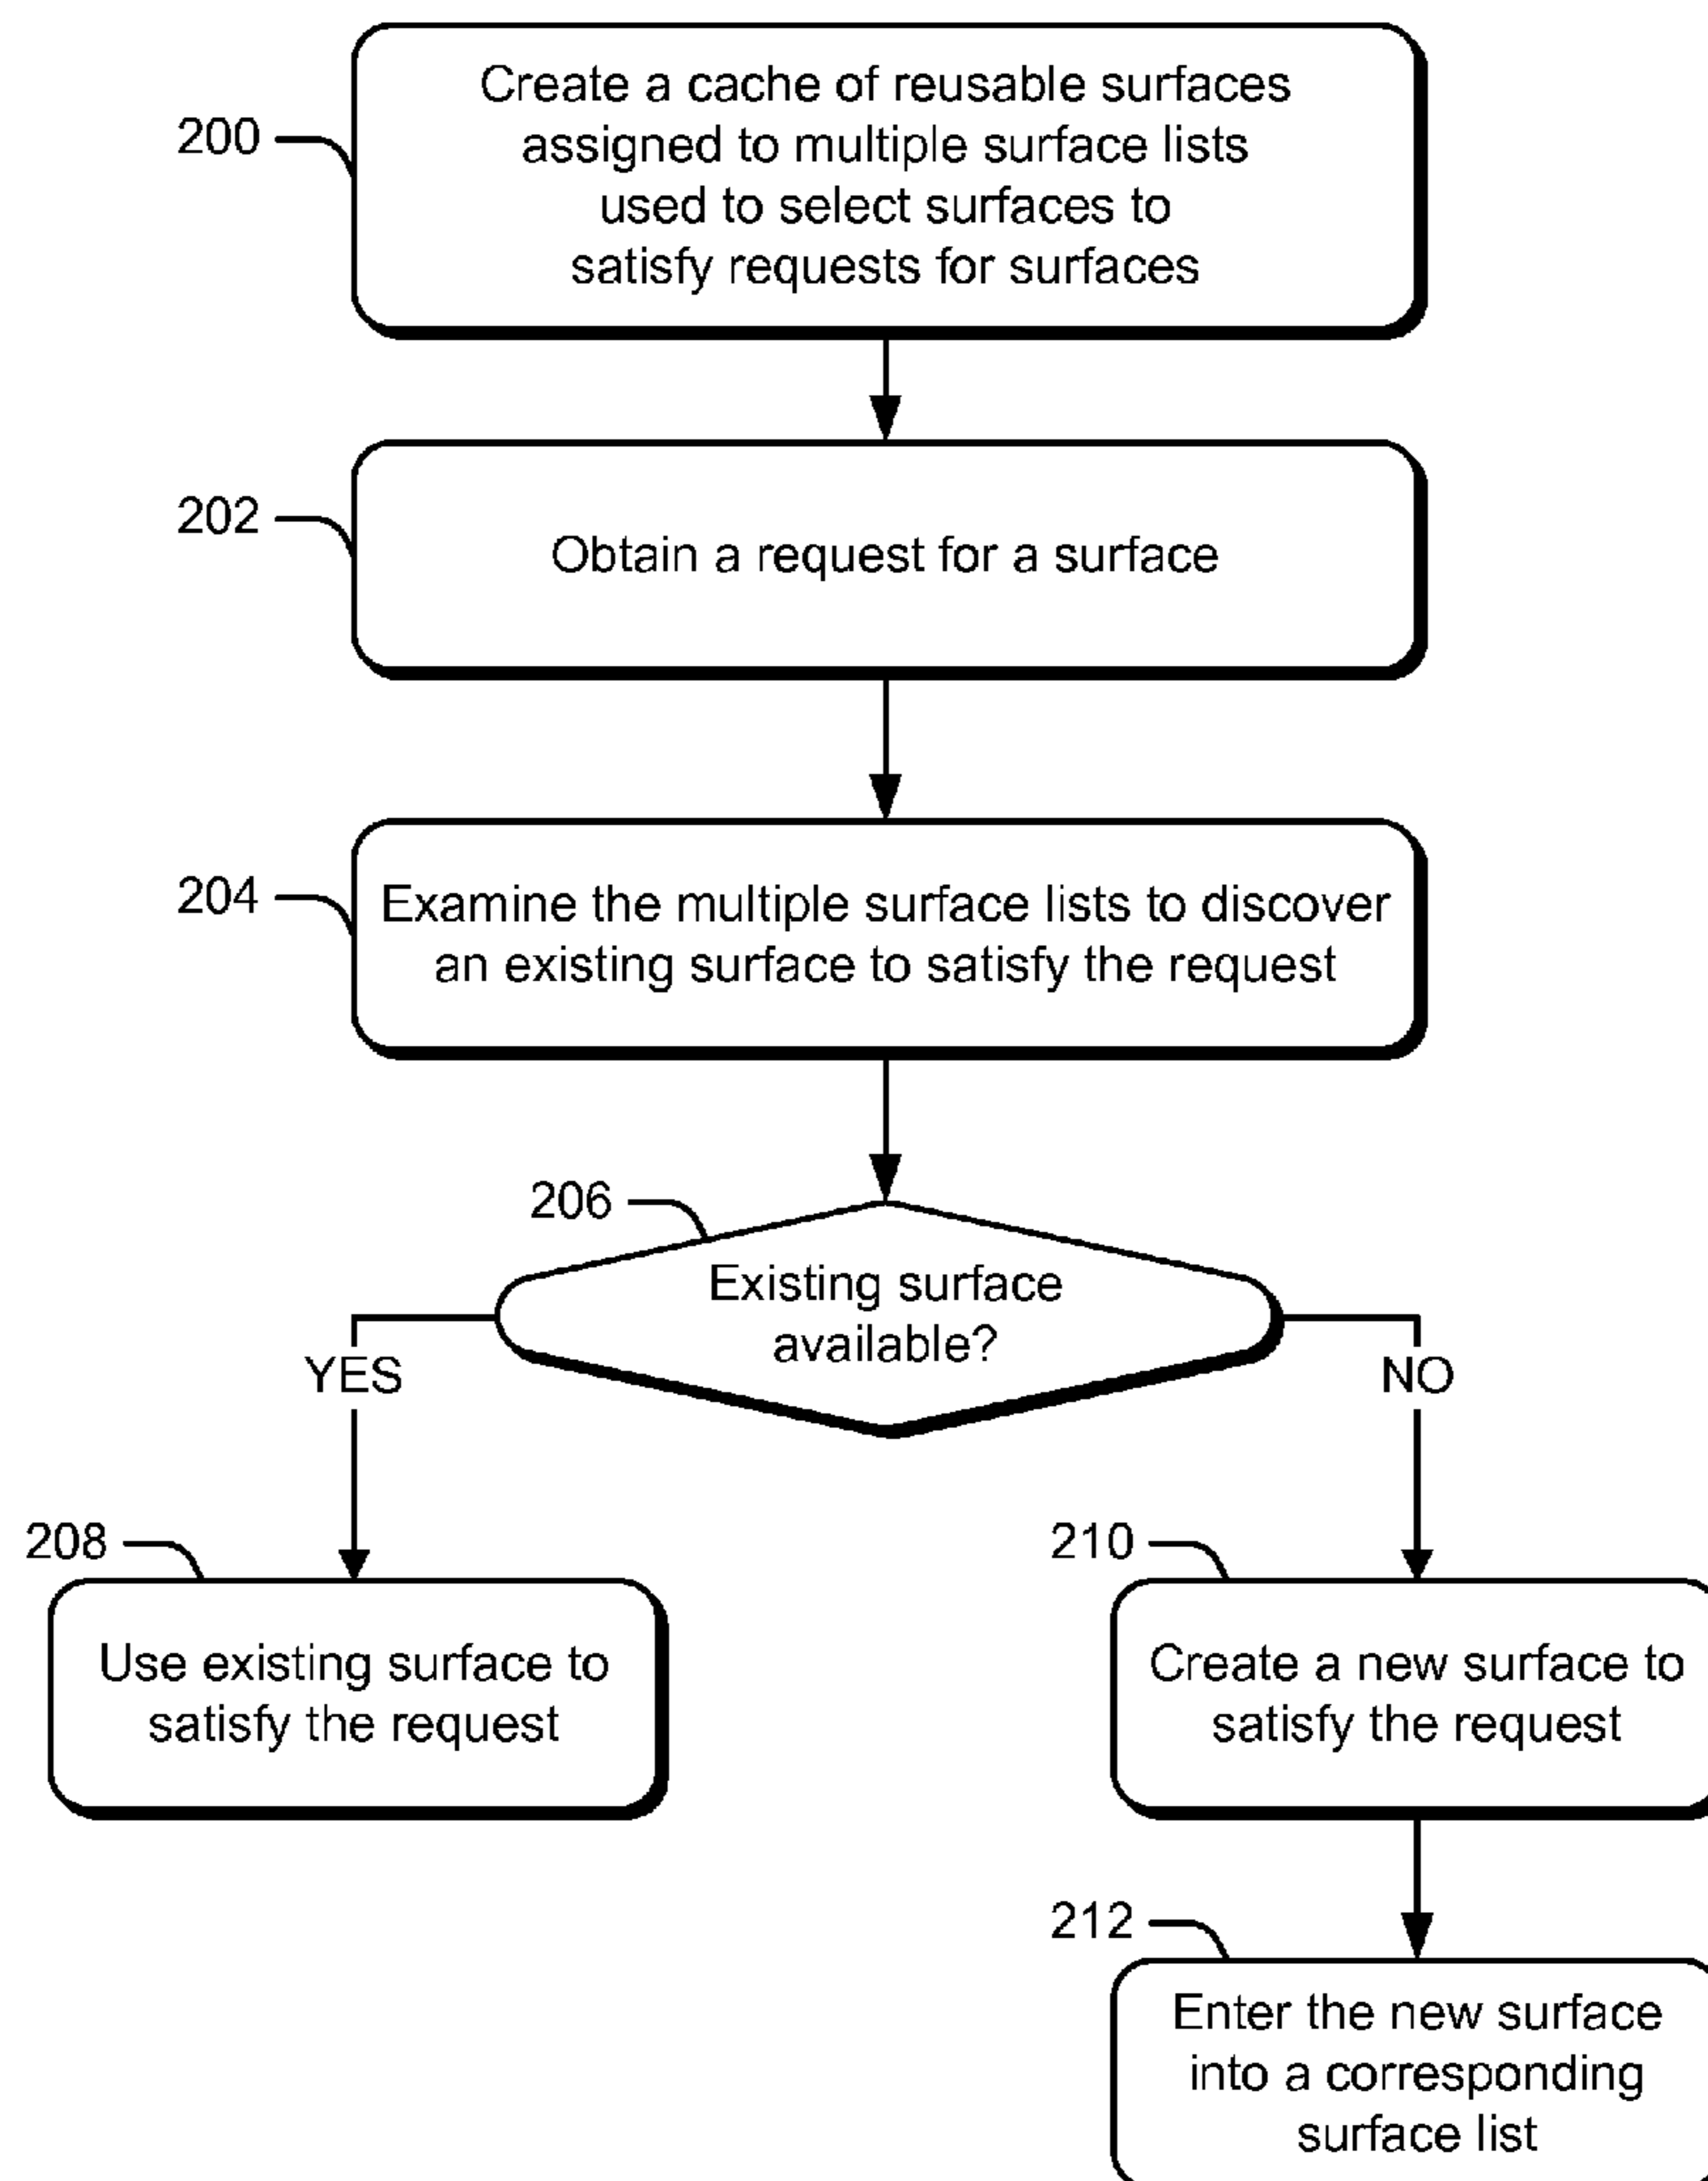 200
Create a cache of reusable surfaces
assigned to multiple surface lists
used to select surfaces to
satisfy requests for surfaces
202
Obtain a request for a surface
204
Examine the multiple surface lists to discover
an existing surface to satisfy the request
206
Existing surface
available?
YES
NO
208
Use existing surface to
satisfy the request
210
Create a new surface to
satisfy the request
212
Enter the new surface
into a corresponding
surface list